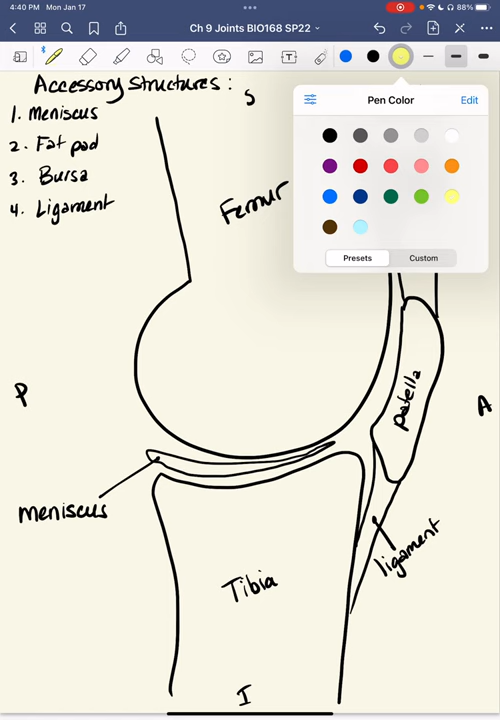 4:40 PM Mon Jan 17
88%
Ch 9 Joints BIO168 SP22
T
Accessory structures:
S
1. Meniscus
2. Fat pad
3. Bursa
4. Ligament
Pen Color
Edit
Presets
Custom
Femur
patella
P
A
meniscus
ligament
Tibia
I